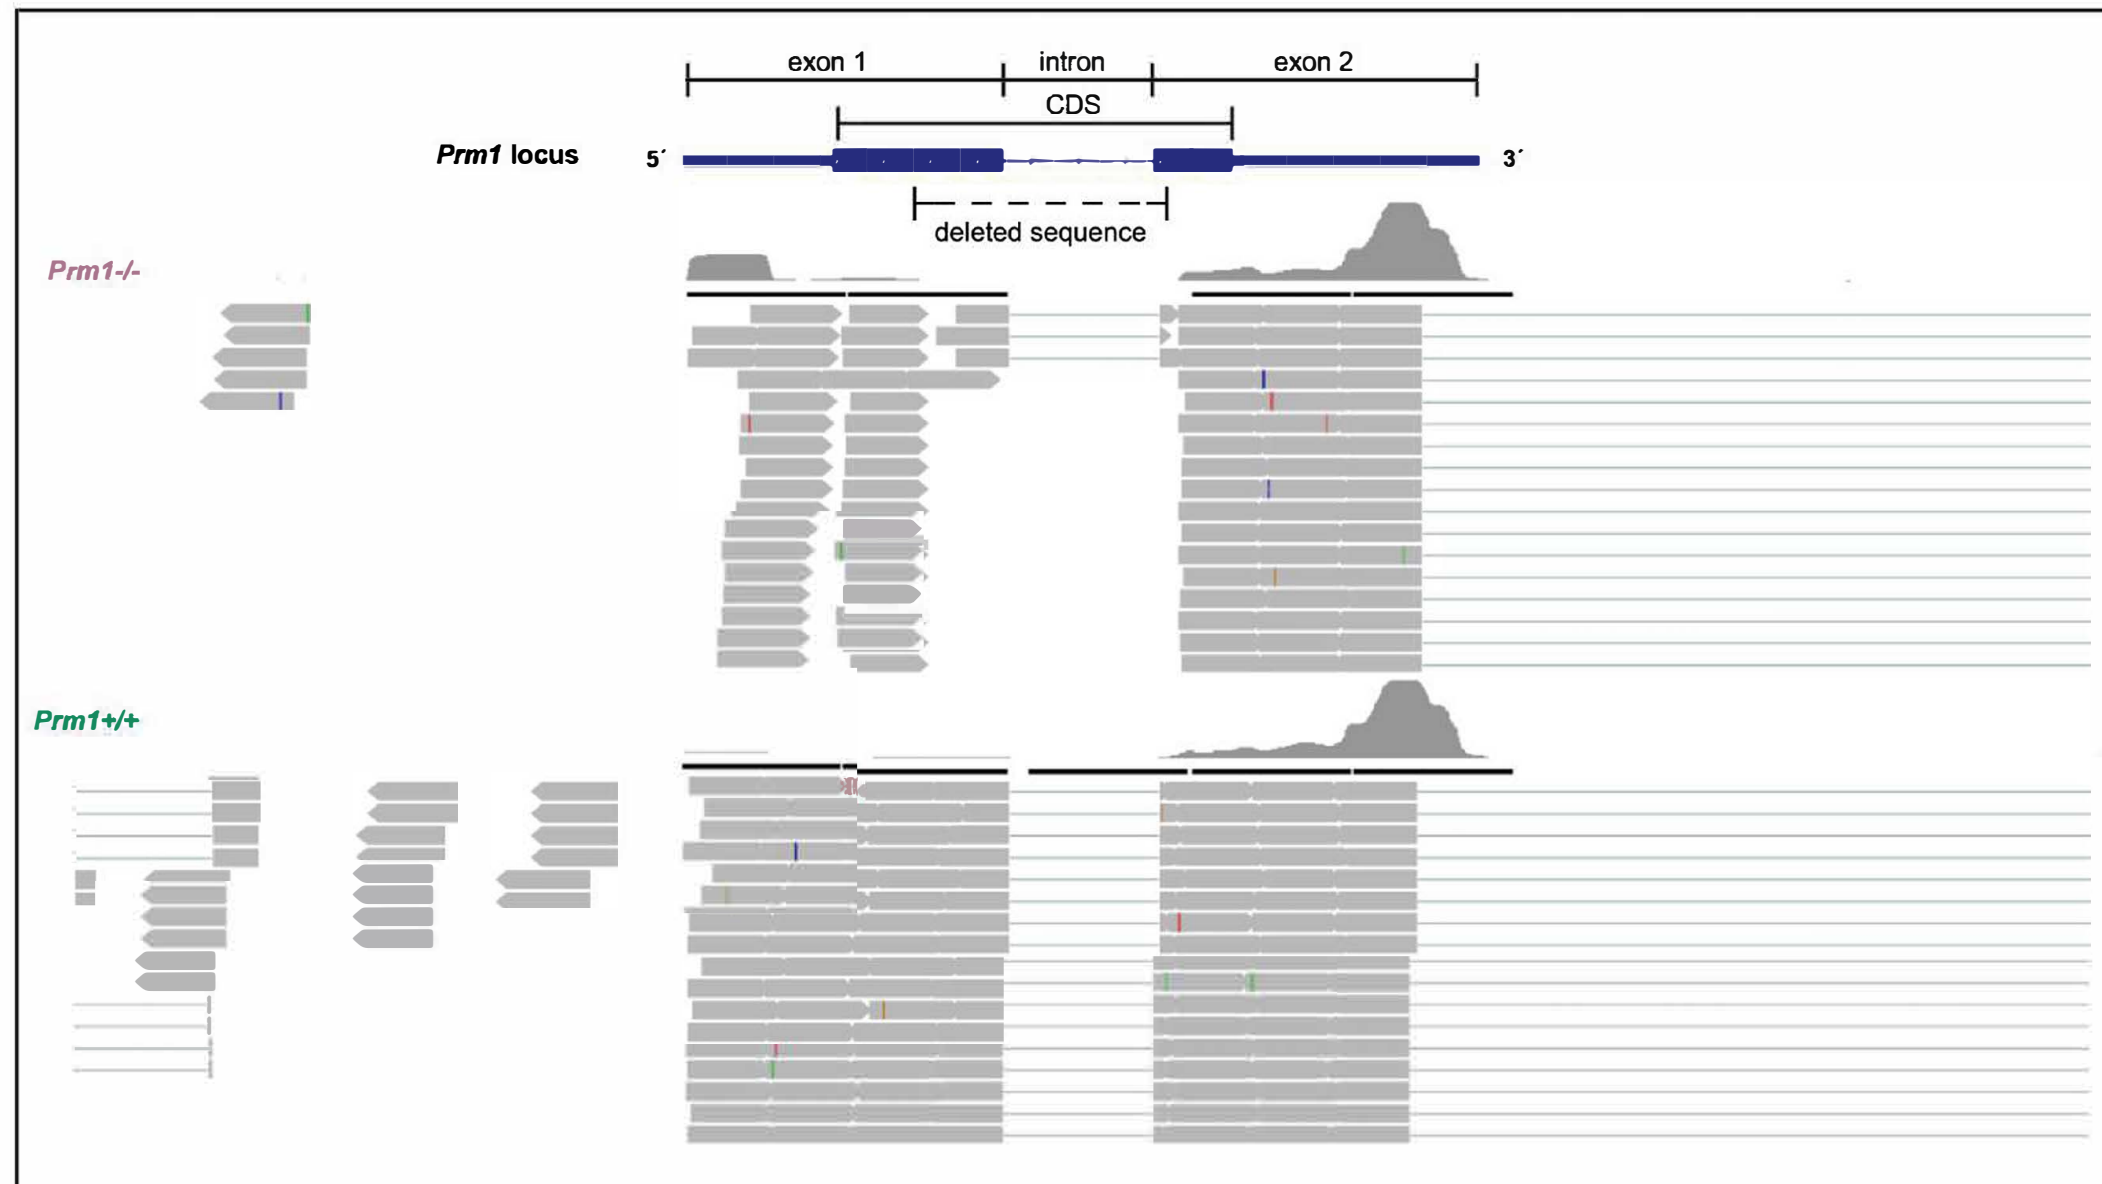 exon 1 intron exon 2
CDS
Prm1 locus 5´ 3´
deleted sequence
Prm1-/-
Prm1+/+